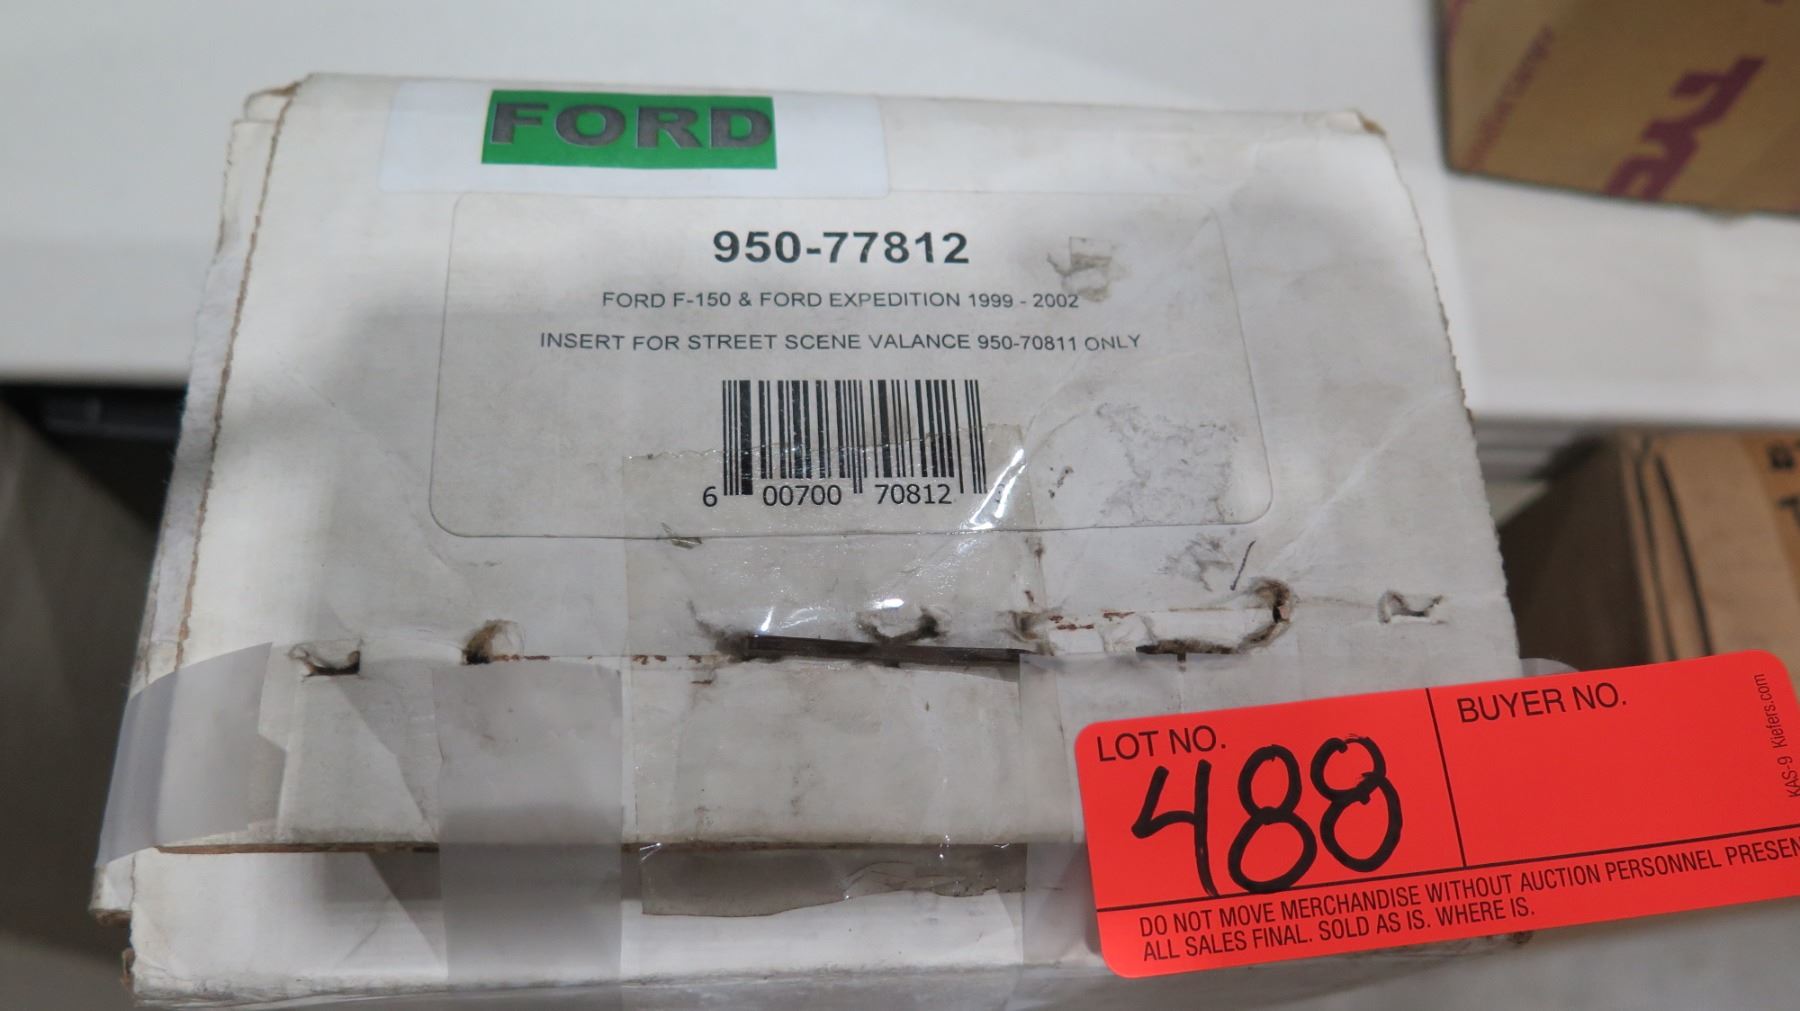 FORD
950-77812
FORD F-150 & FORD EXPEDITION 1999 - 2002
INSERT FOR STREET SCENE VALANCE 950-70811 ONLY
6 00700 70812
LOT NO.
488
BUYER NO.
KAS-9 Kiefers.com
DO NOT MOVE MERCHANDISE WITHOUT AUCTION PERSONNEL PRESEN
ALL SALES FINAL. SOLD AS IS. WHERE IS.